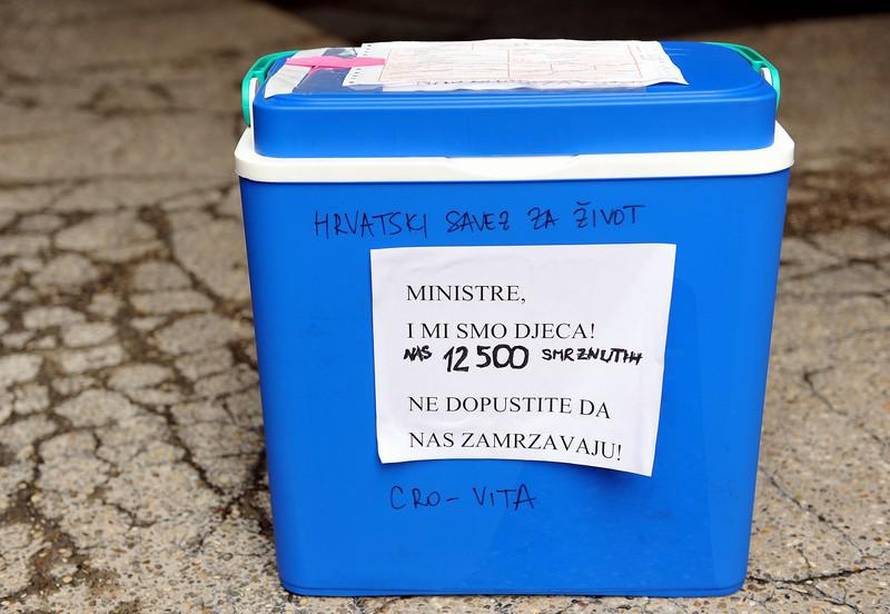 HRVATSKI SAVEZ ZA ŽIVOT
MINISTRE,
I MI SMO DJECA!
NAS 12 500 SMRZNUTIH
NE DOPUSTITE DA
NAS ZAMRZAVAJU!
CRO-VITA